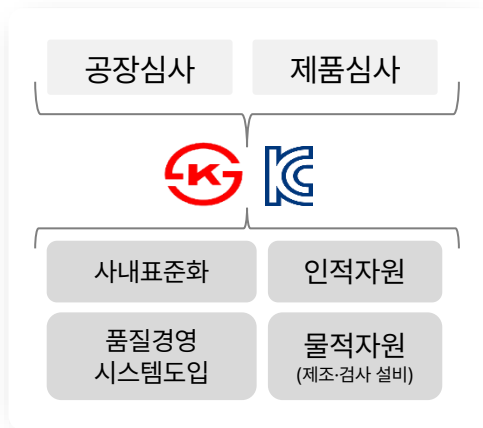 공장심사 제품심사
사내표준화 인적자원
품질경영 물적자원
시스템도입 (제조·검사 설비)